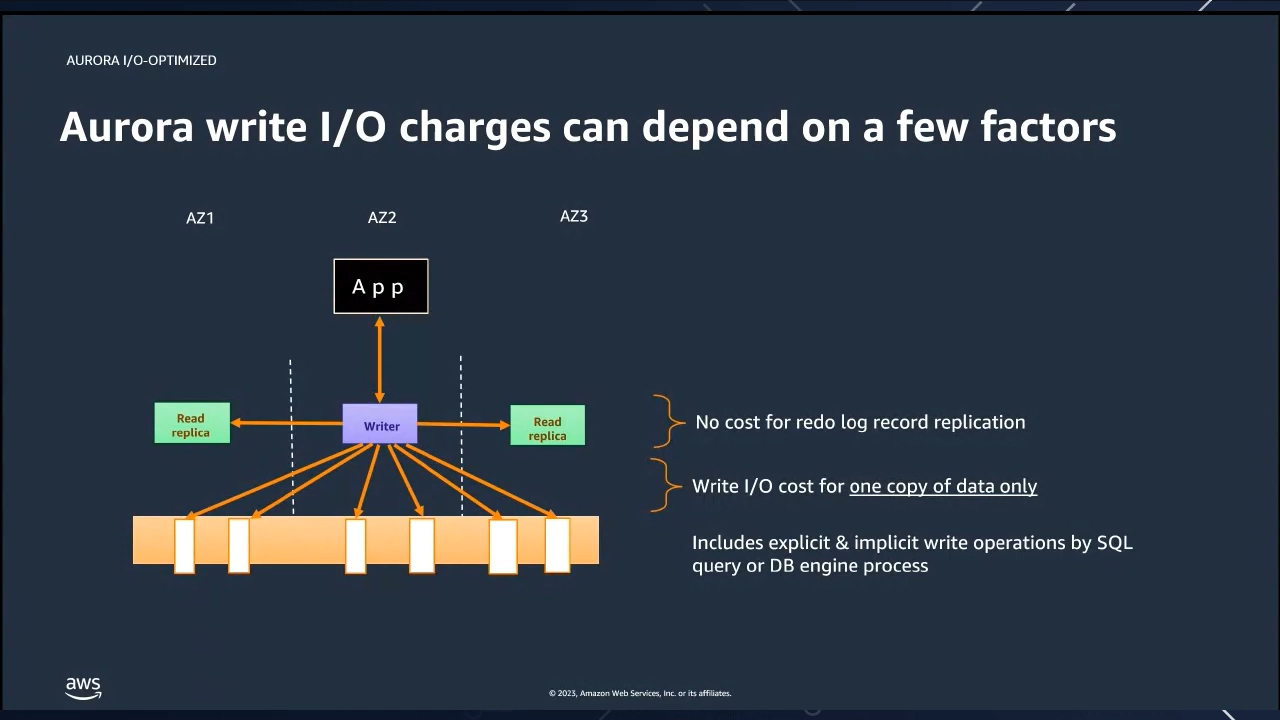 AURORA I/O-OPTIMIZED
Aurora write I/O charges can depend on a few factors
AZ1
AZ2
AZ3
App
Read
replica
Writer
Read
replica
No cost for redo log record replication
Write I/O cost for one copy of data only
Includes explicit & implicit write operations by SQL
query or DB engine process
aws
© 2023, Amazon Web Services, Inc. or its affiliates.